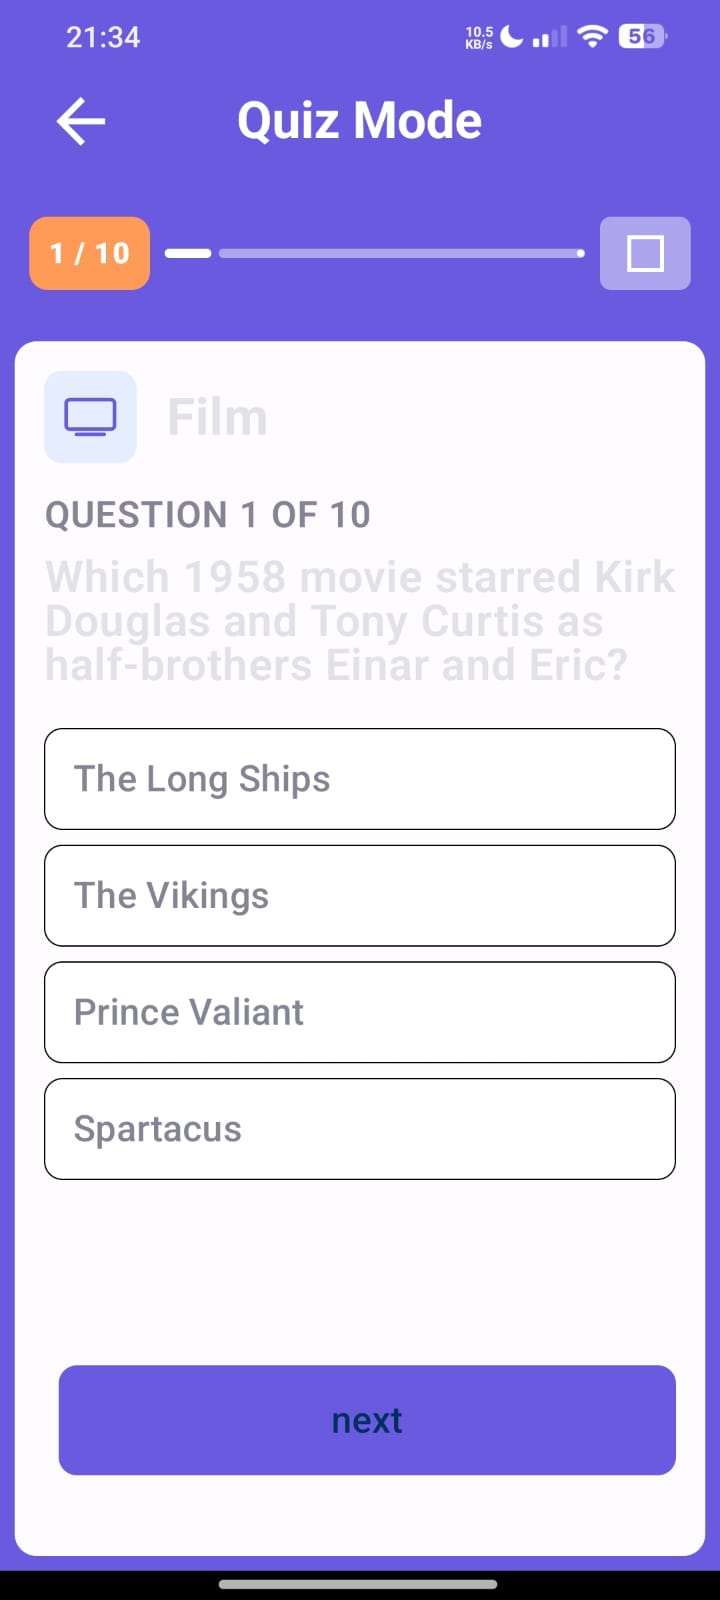 21:34
10.5
KB/s
56
Quiz Mode
1 / 10
Film
QUESTION 1 OF 10
Which 1958 movie starred Kirk
Douglas and Tony Curtis as
half-brothers Einar and Eric?
The Long Ships
The Vikings
Prince Valiant
Spartacus
next